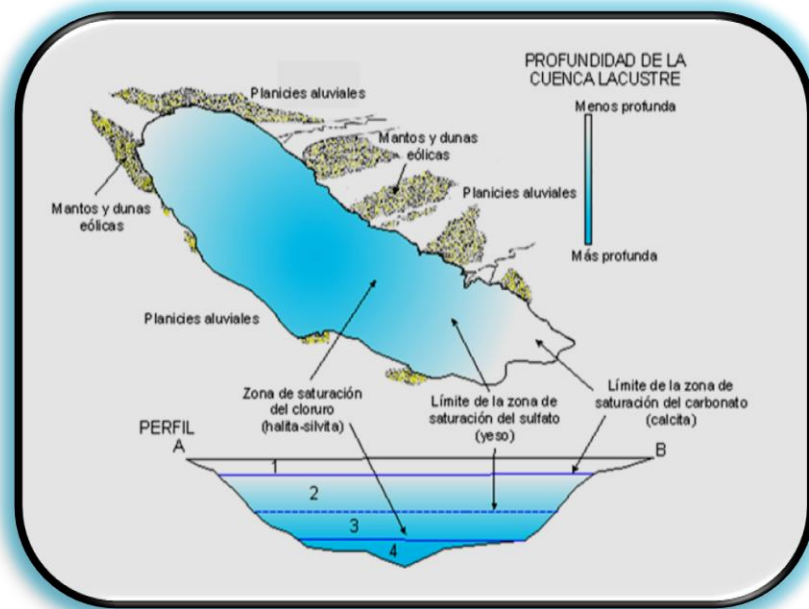 PROFUNDIDAD DE LA
CUENCA LACUSTRE
Menos profunda
Más profunda
Planicies aluviales
Mantos y dunas
eólicas
Planicies aluviales
Mantos y dunas
eólicas
Planicies aluviales
Zona de saturación
del cloruro
(halita-silvita)
Límite de la zona de
saturación del sulfato
(yeso)
Límite de la zona de
saturación del carbonato
(calcita)
PERFIL
A
B
1
2
3
4